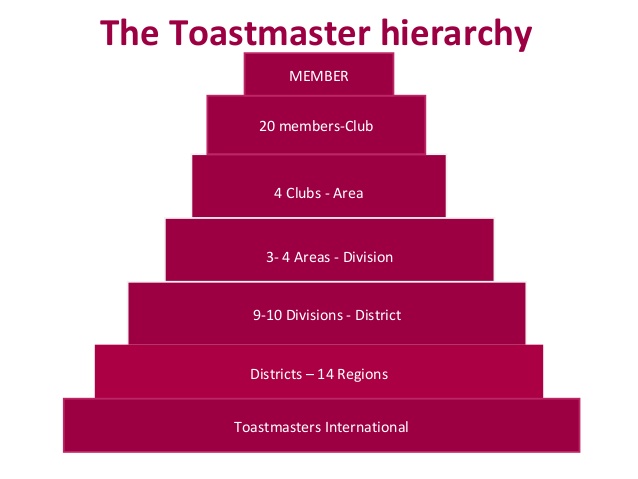 The Toastmaster hierarchy
MEMBER
20 members-Club
4 Clubs - Area
3- 4 Areas - Division
9-10 Divisions - District
Districts – 14 Regions
Toastmasters International